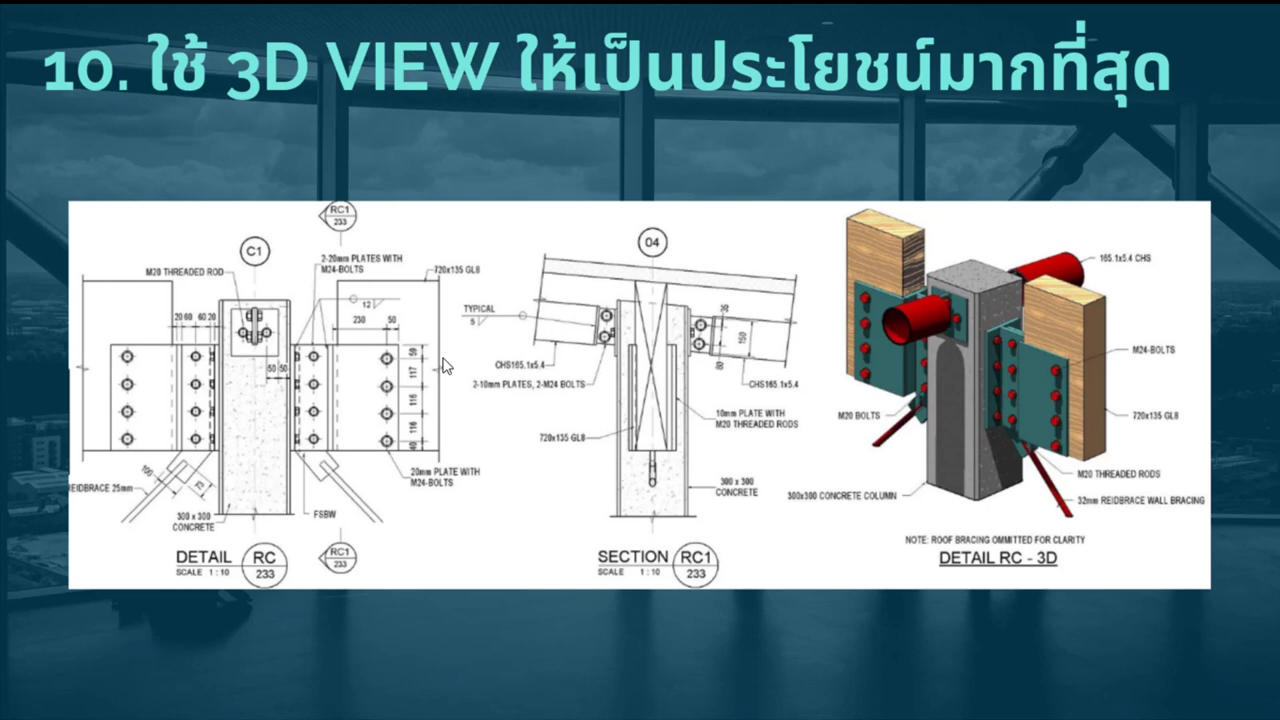 10. ใช้ 3D VIEW ให้เป็นประโยชน์มากที่สุด
RC1
233
C1
M20 THREADED ROD
2-20mm PLATES WITH
M24-BOLTS
720x135 GL8
12
20 60 60 20
230 50
50 50
59
117
116
116
40
100
73
REIDBRACE 25mm
300 x 300
CONCRETE
FSBW
20mm PLATE WITH
M24-BOLTS
DETAIL RC
SCALE 1:10 233
RC1
233
04
TYPICAL
5
CHS165.1x5.4
2-10mm PLATES, 2-M24 BOLTS
720x135 GL8
35
150
80
CHS165.1x5.4
10mm PLATE WITH
M20 THREADED RODS
300 x 300
CONCRETE
SECTION RC1
SCALE 1:10 233
165.1x5.4 CHS
M24-BOLTS
M20 BOLTS
720x135 GL8
M20 THREADED RODS
300x300 CONCRETE COLUMN
32mm REIDBRACE WALL BRACING
NOTE: ROOF BRACING OMMITTED FOR CLARITY
DETAIL RC - 3D